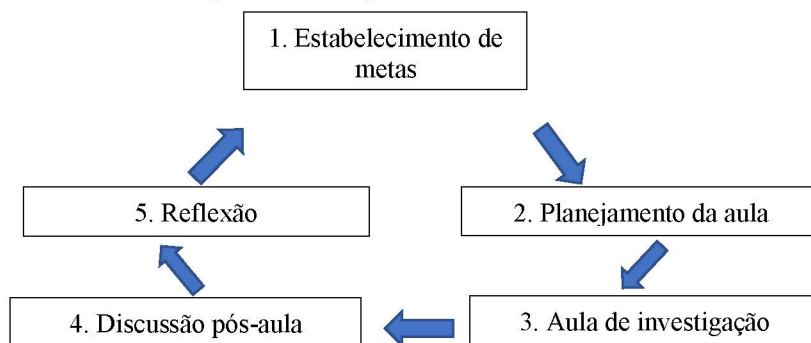 1. Estabelecimento de
metas
2. Planejamento da aula
3. Aula de investigação
4. Discussão pós-aula
5. Reflexão